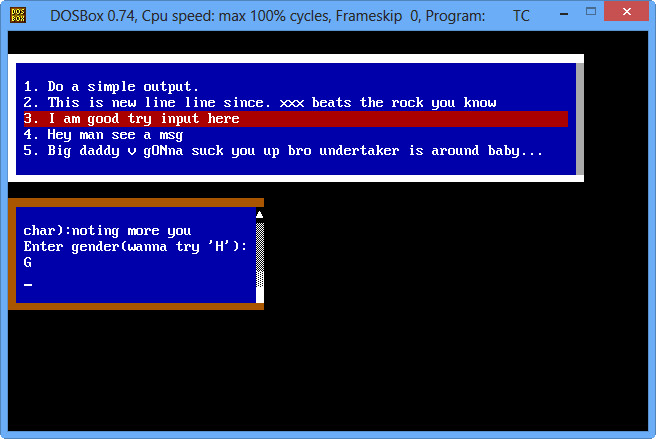 DOSBox 0.74, Cpu speed: max 100% cycles, Frameskip 0, Program: TC
1. Do a simple output.
2. This is new line line since. xxx beats the rock you know
3. I am good try input here
4. Hey man see a msg
5. Big daddy v gONna suck you up bro undertaker is around baby...
char):noting more you
Enter gender(wanna try 'H'):
G
_